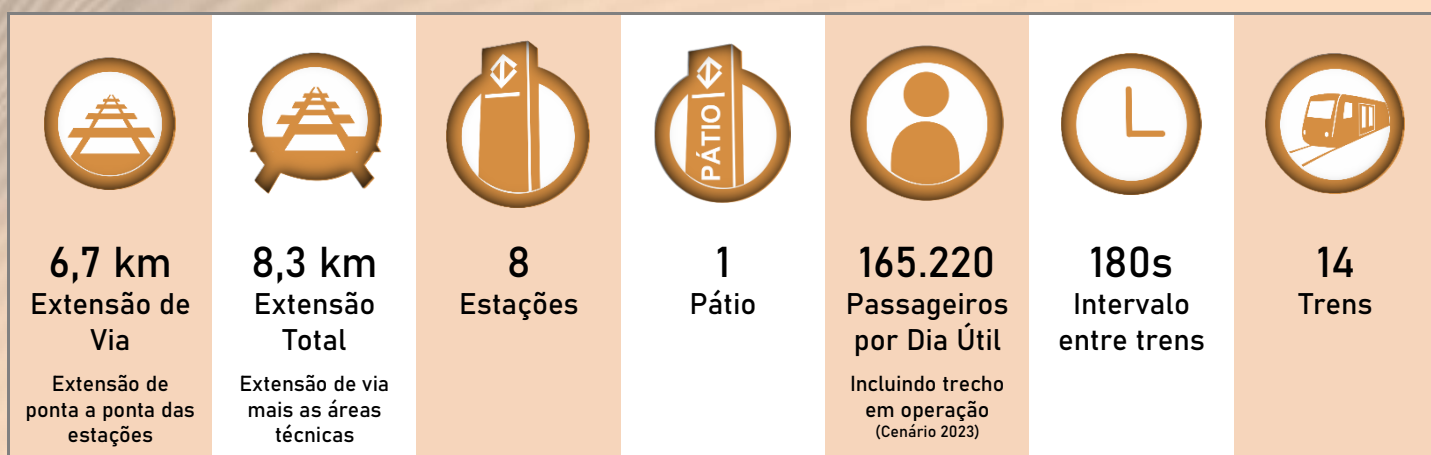 PÁTIO
6,7 km
Extensão de
Via
Extensão de
ponta a ponta das
estações
8,3 km
Extensão
Total
Extensão de via
mais as áreas
técnicas
8
Estações
1
Pátio
165.220
Passageiros
por Dia Útil
Incluindo trecho
em operação
(Cenário 2023)
180s
Intervalo
entre trens
14
Trens